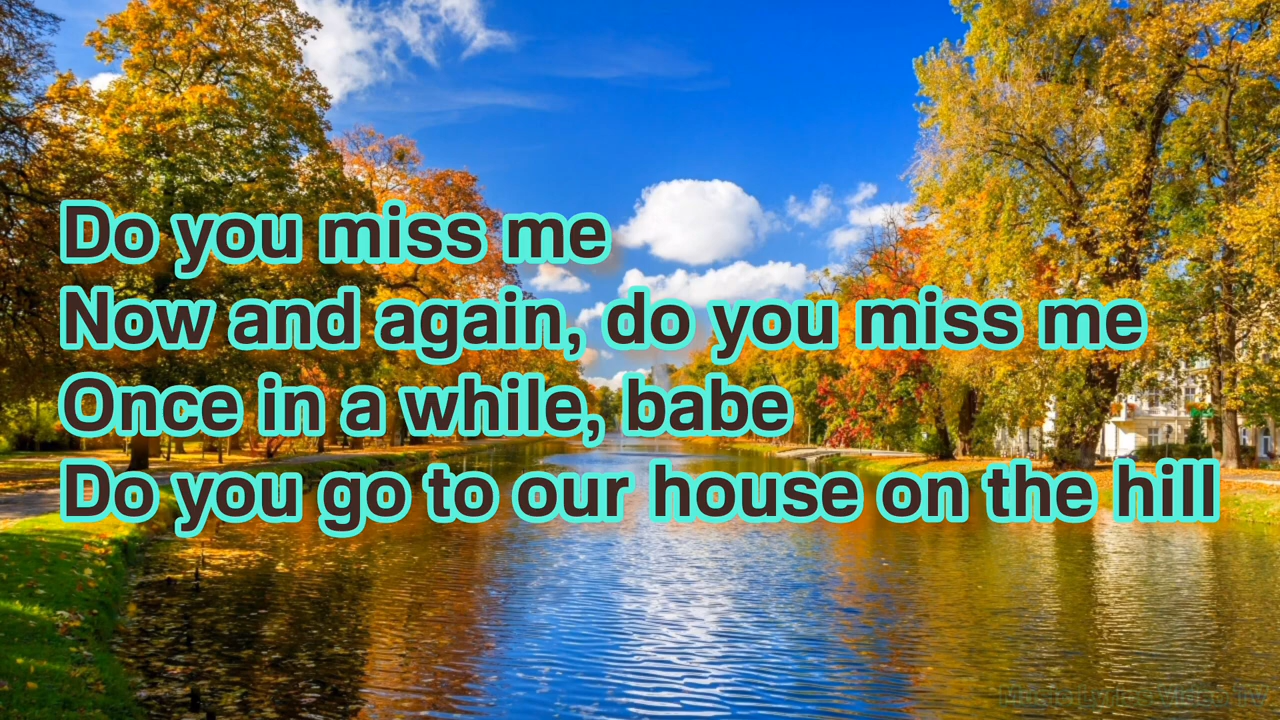 Do you miss me
Now and again, do you miss me
Once in a while, babe
Do you go to our house on the hill